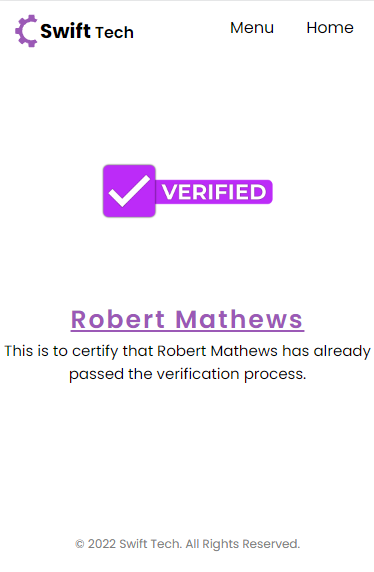 Swift Tech
Menu
Home
VERIFIED
Robert Mathews
This is to certify that Robert Mathews has already
passed the verification process.
© 2022 Swift Tech. All Rights Reserved.